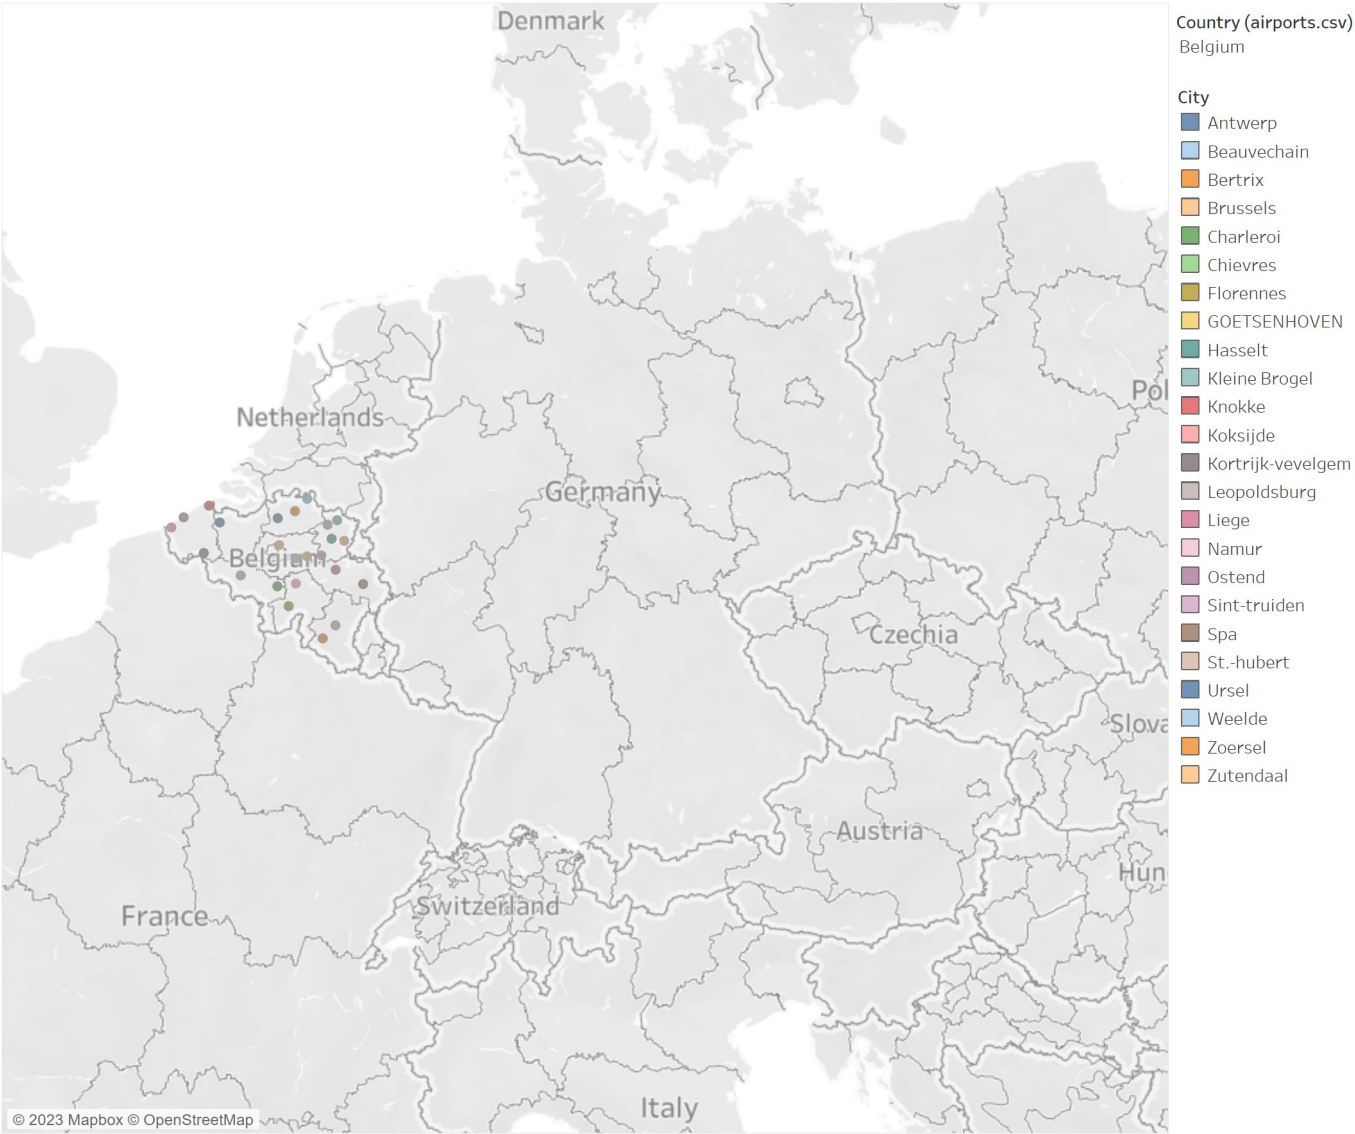 Denmark
Netherlands
Germany
Pol
Belgium
Czechia
Slova
Austria
Hun
Switzerland
France
Italy
© 2023 Mapbox © OpenStreetMap
Country (airports.csv)
Belgium
City
Antwerp
Beauvechain
Bertrix
Brussels
Charleroi
Chievres
Florennes
GOETSENHOVEN
Hasselt
Kleine Brogel
Knokke
Koksijde
Kortrijk-vevelgem
Leopoldsburg
Liege
Namur
Ostend
Sint-truiden
Spa
St.-hubert
Ursel
Weelde
Zoersel
Zutendaal